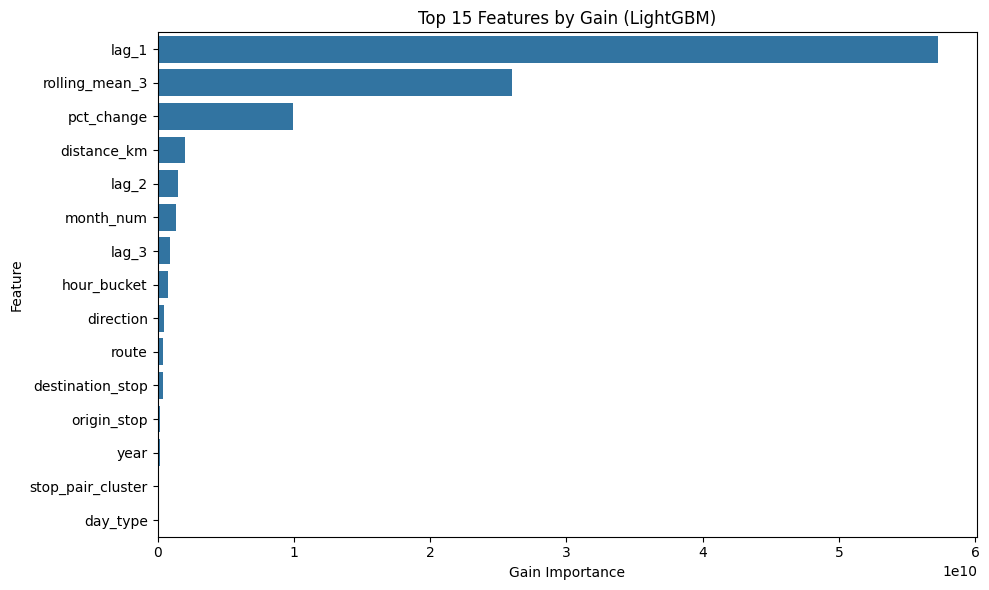 Top 15 Features by Gain (LightGBM)
lag_1
rolling_mean_3
pct_change
distance_km
lag_2
month_num
lag_3
hour_bucket
direction
route
destination_stop
origin_stop
year
stop_pair_cluster
day_type
Feature
0 1 2 3 4 5 6
1e10
Gain Importance